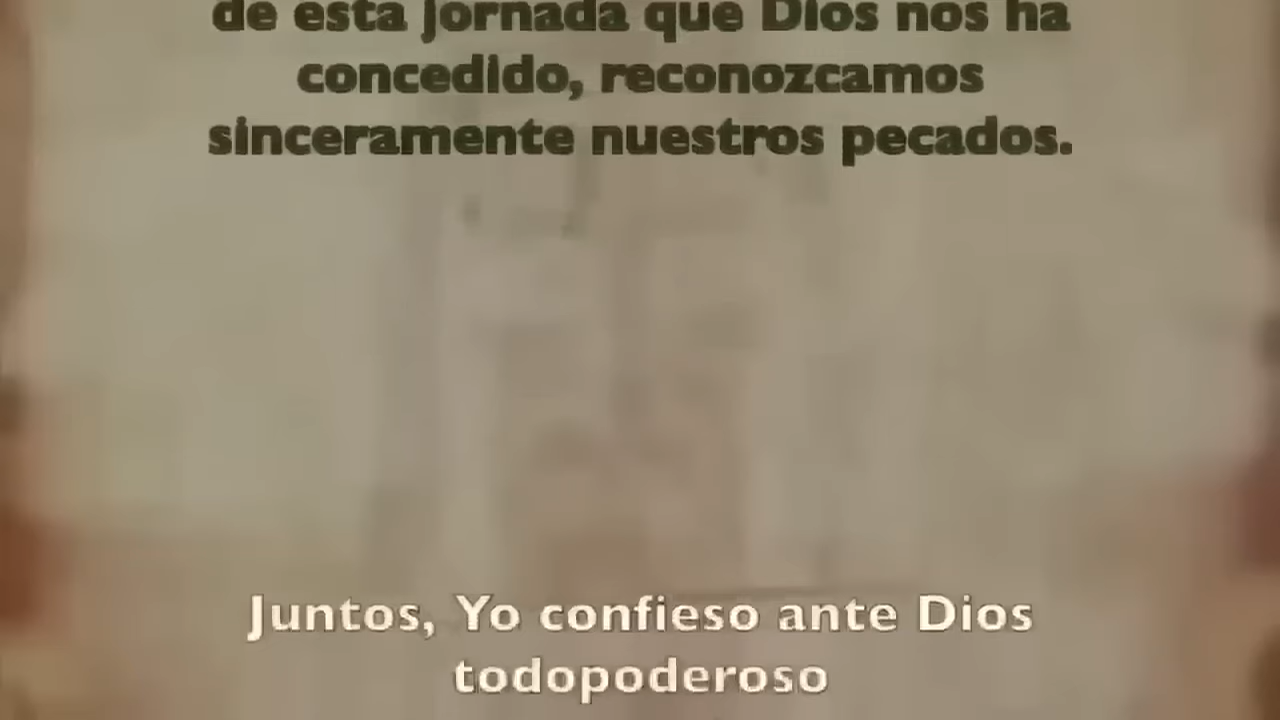 de esta jornada que Dios nos ha
concedido, reconozcamos
sinceramente nuestros pecados.
Juntos, Yo confieso ante Dios
todopoderoso